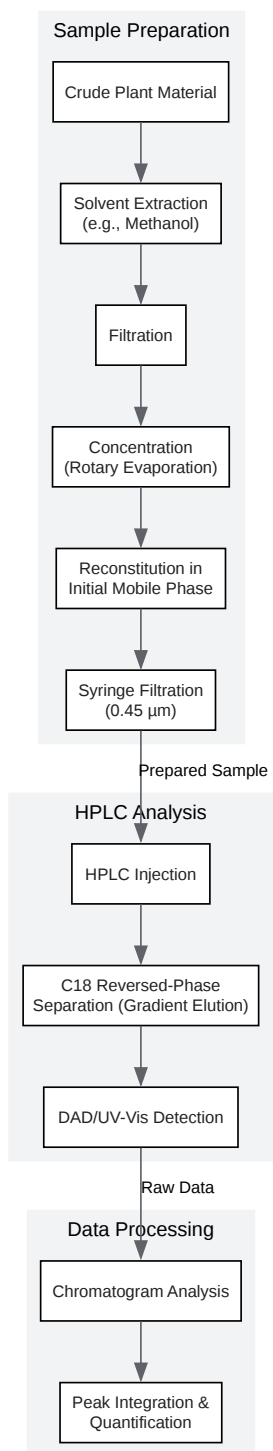 Sample Preparation
Crude Plant Material
Solvent Extraction
(e.g., Methanol)
Filtration
Concentration
(Rotary Evaporation)
Reconstitution in
Initial Mobile Phase
Syringe Filtration
(0.45 µm)
Prepared Sample
HPLC Analysis
HPLC Injection
C18 Reversed-Phase
Separation (Gradient Elution)
DAD/UV-Vis Detection
Raw Data
Data Processing
Chromatogram Analysis
Peak Integration &
Quantification